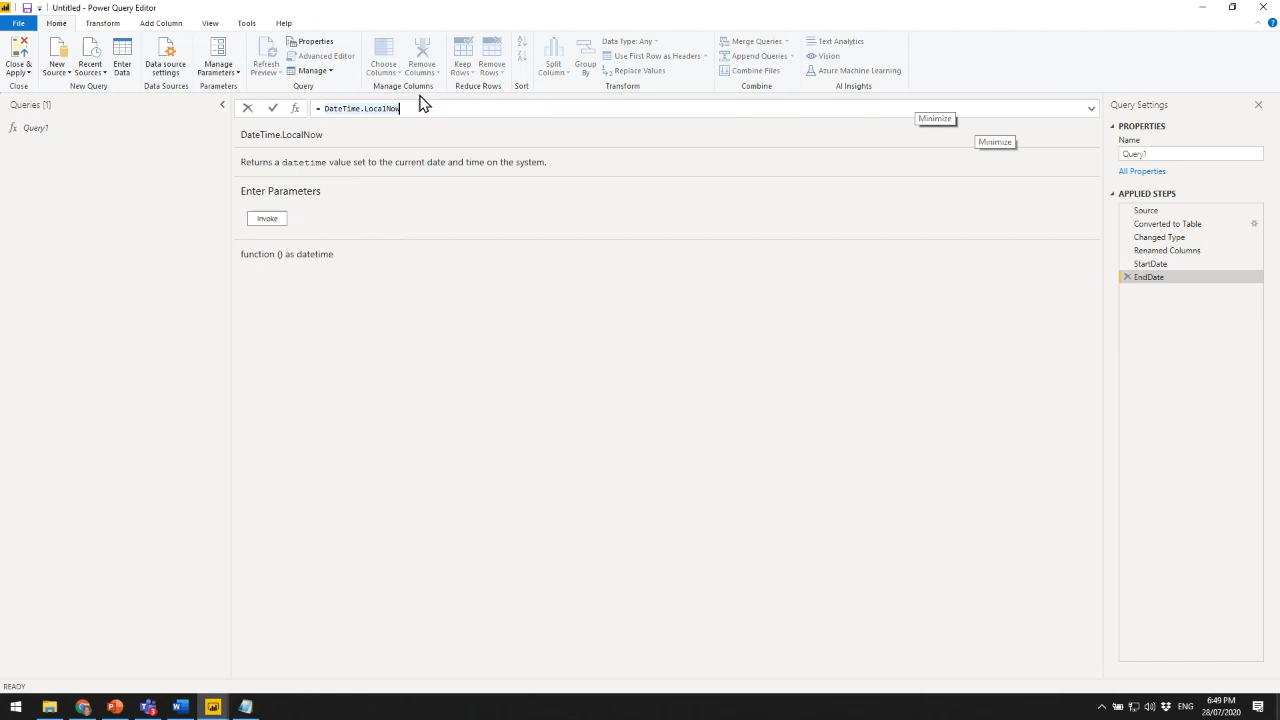 Untitled - Power Query Editor
File Home Transform Add Column View Tools Help
Close & Apply
New Source
Recent Sources
Enter Data
Data source settings
Manage Parameters
Refresh Preview
Properties
Advanced Editor
Manage
Choose Columns
Remove Columns
Keep Rows
Remove Rows
Split Column
Group By
Data Type: Any
Use First Row as Headers
Replace Values
Merge Queries
Append Queries
Combine Files
Text Analytics
Vision
Azure Machine Learning
Close New Query Data Sources Parameters Query Manage Columns Reduce Rows Sort Transform Combine AI Insights
Queries [1]
fx Query1
fx = DateTime.LocalNow
Minimize
Minimize
DateTime.LocalNow
Returns a datetime value set to the current date and time on the system.
Enter Parameters
Invoke
function () as datetime
Query Settings
PROPERTIES
Name
Query1
All Properties
APPLIED STEPS
Source
Converted to Table
Changed Type
Renamed Columns
StartDate
EndDate
READY
ENG
6:49 PM
28/07/2020